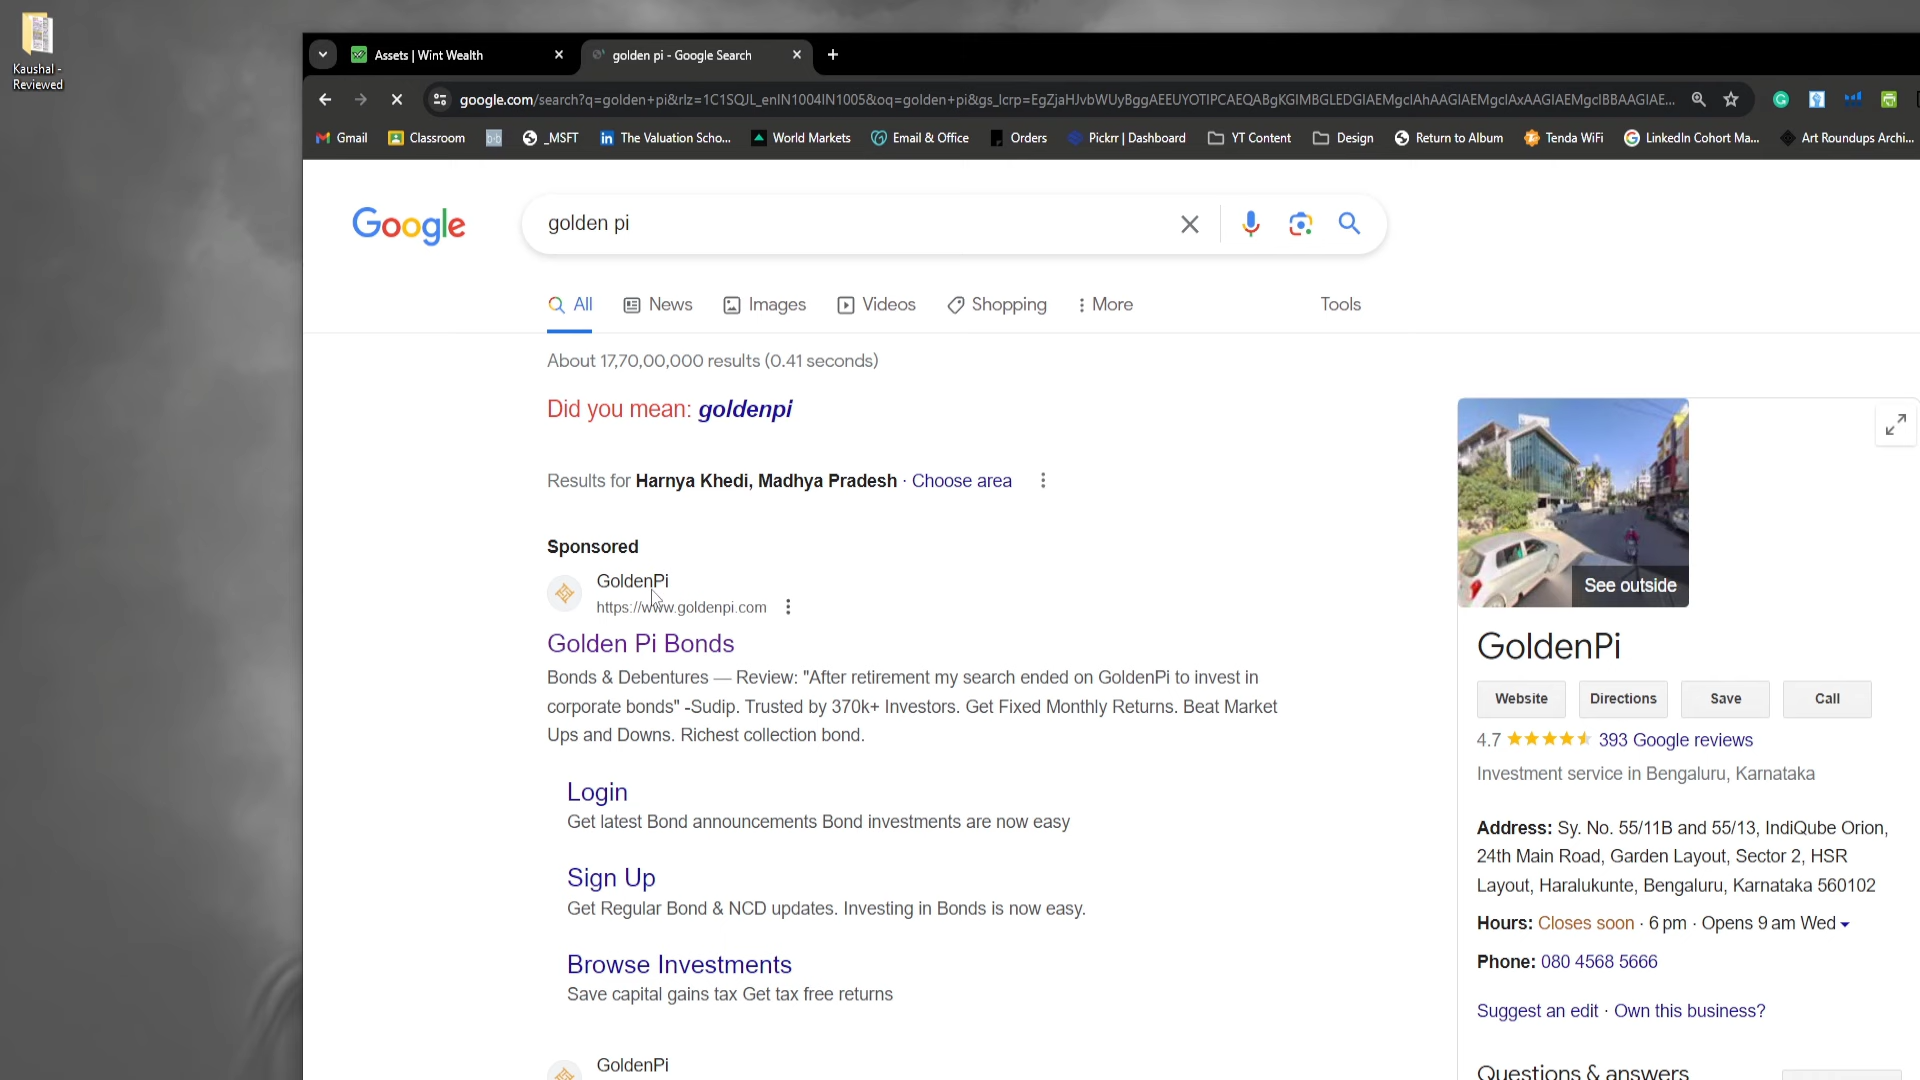 Kaushal -
Reviewed
Assets | Wint Wealth
golden pi - Google Search
google.com/search?q=golden+pi&rlz=1C1SQJL_enIN1004IN1005&oq=golden+pi&gs_lcrp=EgZjaHJvbWUyBggAEEUYOTIPCAEQABgKGIMBGLEDGIAEMgcIAhAAGIAEMgcIAxAAGIAEMgcIBBAAGIAE...
Gmail
Classroom
_MSFT
The Valuation Scho...
World Markets
Email & Office
Orders
Pickrr | Dashboard
YT Content
Design
Return to Album
Tenda WiFi
LinkedIn Cohort Ma...
Art Roundups Archi...
Google
golden pi
All
News
Images
Videos
Shopping
More
Tools
About 17,70,00,000 results (0.41 seconds)
Did you mean: goldenpi
Results for Harnya Khedi, Madhya Pradesh · Choose area
Sponsored
GoldenPi
https://www.goldenpi.com
Golden Pi Bonds
Bonds & Debentures — Review: "After retirement my search ended on GoldenPi to invest in
corporate bonds" -Sudip. Trusted by 370k+ Investors. Get Fixed Monthly Returns. Beat Market
Ups and Downs. Richest collection bond.
Login
Get latest Bond announcements Bond investments are now easy
Sign Up
Get Regular Bond & NCD updates. Investing in Bonds is now easy.
Browse Investments
Save capital gains tax Get tax free returns
GoldenPi
See outside
GoldenPi
Website
Directions
Save
Call
4.7
393 Google reviews
Investment service in Bengaluru, Karnataka
Address: Sy. No. 55/11B and 55/13, IndiQube Orion,
24th Main Road, Garden Layout, Sector 2, HSR
Layout, Haralukunte, Bengaluru, Karnataka 560102
Hours: Closes soon · 6 pm · Opens 9 am Wed
Phone: 080 4568 5666
Suggest an edit · Own this business?
Questions & answers